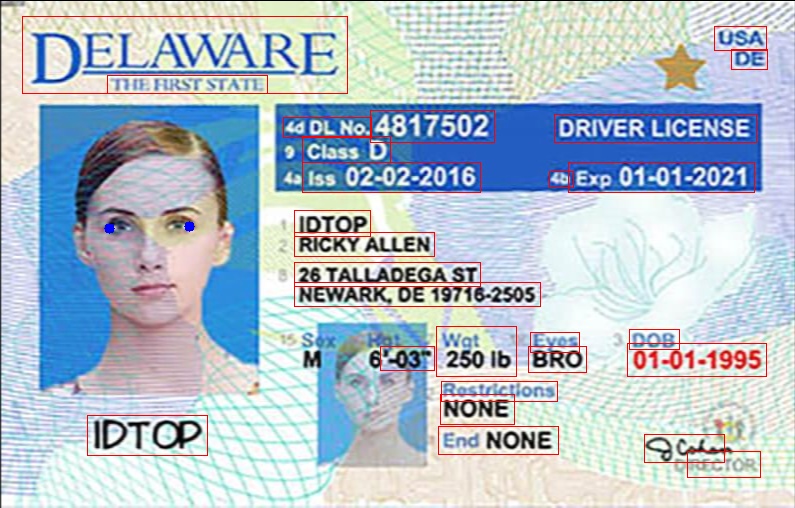 DELAWARE
THE FIRST STATE
USA
DE
4d DL No. 4817502 DRIVER LICENSE
9 Class D
4a Iss 02-02-2016 4b Exp 01-01-2021
1 IDTOP
2 RICKY ALLEN
8 26 TALLADEGA ST
NEWARK, DE 19716-2505
15 Sex Hgt Wgt Eyes 3 DOB
M 6'-03" 250 lb BRO 01-01-1995
Restrictions
NONE
End NONE
IDTOP
J Cohan
DIRECTOR